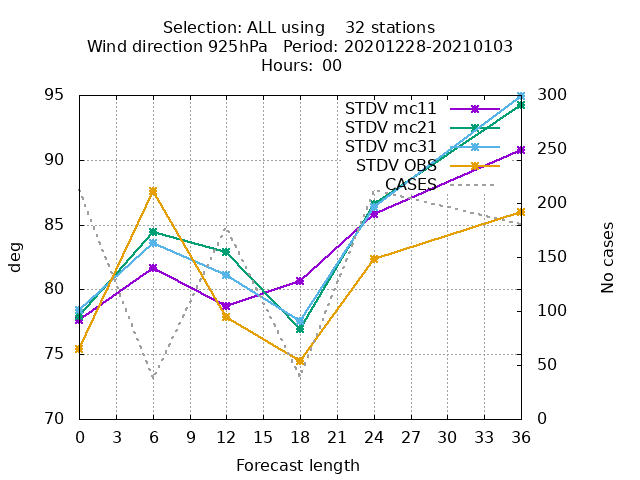 Selection: ALL using    32 stations
Wind direction 925hPa   Period: 20201228-20210103
Hours: 00
95
90
85
80
75
70
300
250
200
150
100
50
0
STDV mc11
STDV mc21
STDV mc31
STDV OBS
CASES
deg
No cases
0 3 6 9 12 15 18 21 24 27 30 33 36
Forecast length